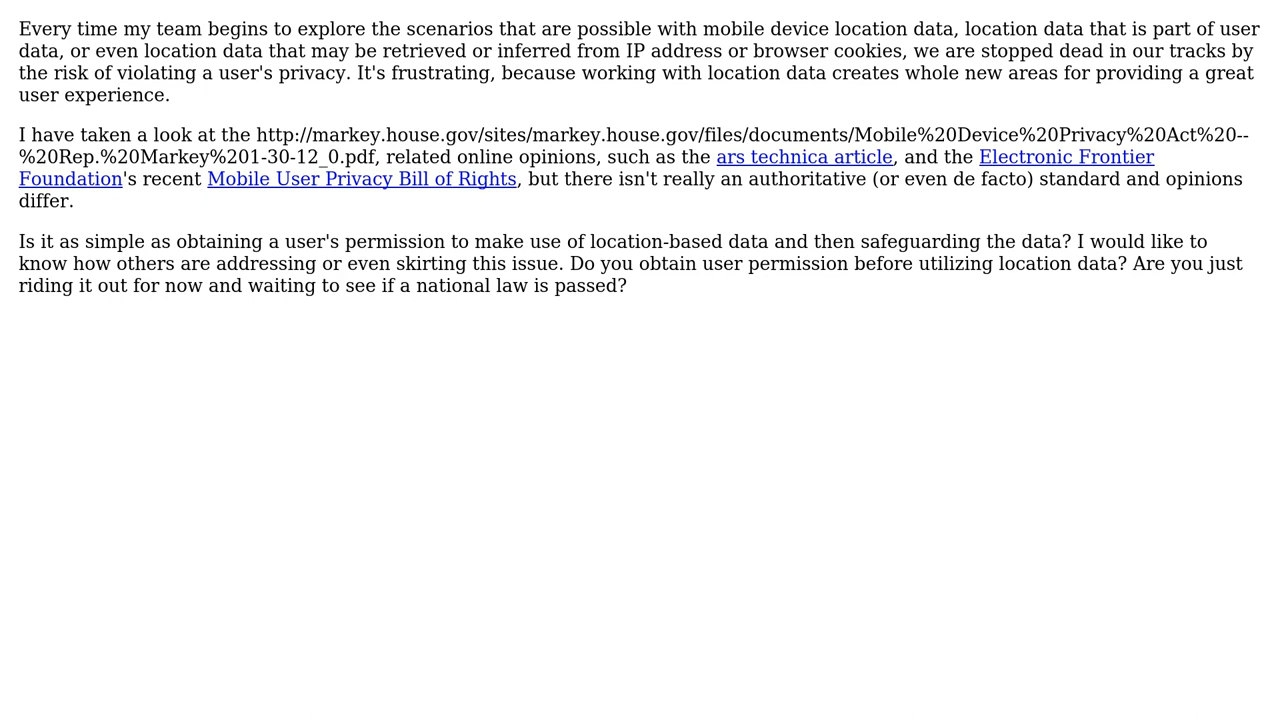 Every time my team begins to explore the scenarios that are possible with mobile device location data, location data that is part of user
data, or even location data that may be retrieved or inferred from IP address or browser cookies, we are stopped dead in our tracks by
the risk of violating a user's privacy. It's frustrating, because working with location data creates whole new areas for providing a great
user experience.
I have taken a look at the http://markey.house.gov/sites/markey.house.gov/files/documents/Mobile%20Device%20Privacy%20Act%20--
%20Rep.%20Markey%201-30-12_0.pdf, related online opinions, such as the ars technica article, and the Electronic Frontier
Foundation's recent Mobile User Privacy Bill of Rights, but there isn't really an authoritative (or even de facto) standard and opinions
differ.
Is it as simple as obtaining a user's permission to make use of location-based data and then safeguarding the data? I would like to
know how others are addressing or even skirting this issue. Do you obtain user permission before utilizing location data? Are you just
riding it out for now and waiting to see if a national law is passed?